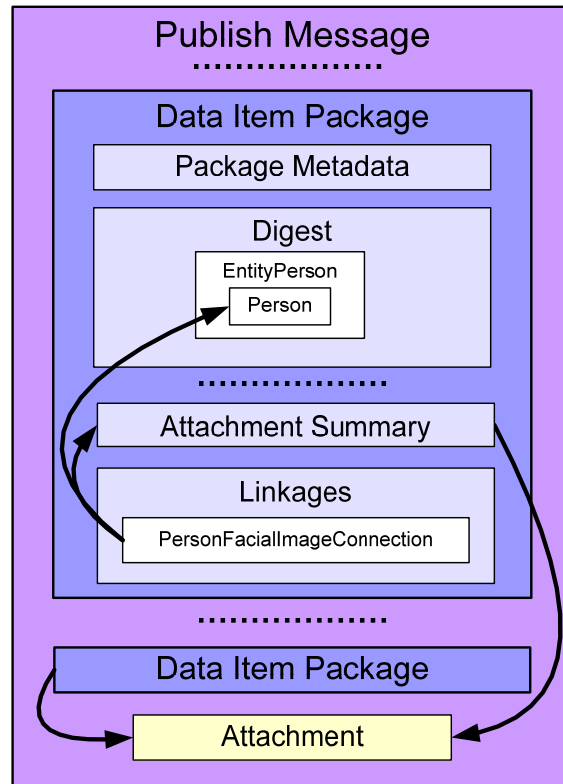 Publish Message
Data Item Package
Package Metadata
Digest
EntityPerson
Person
Attachment Summary
Linkages
PersonFacialImageConnection
Data Item Package
Attachment